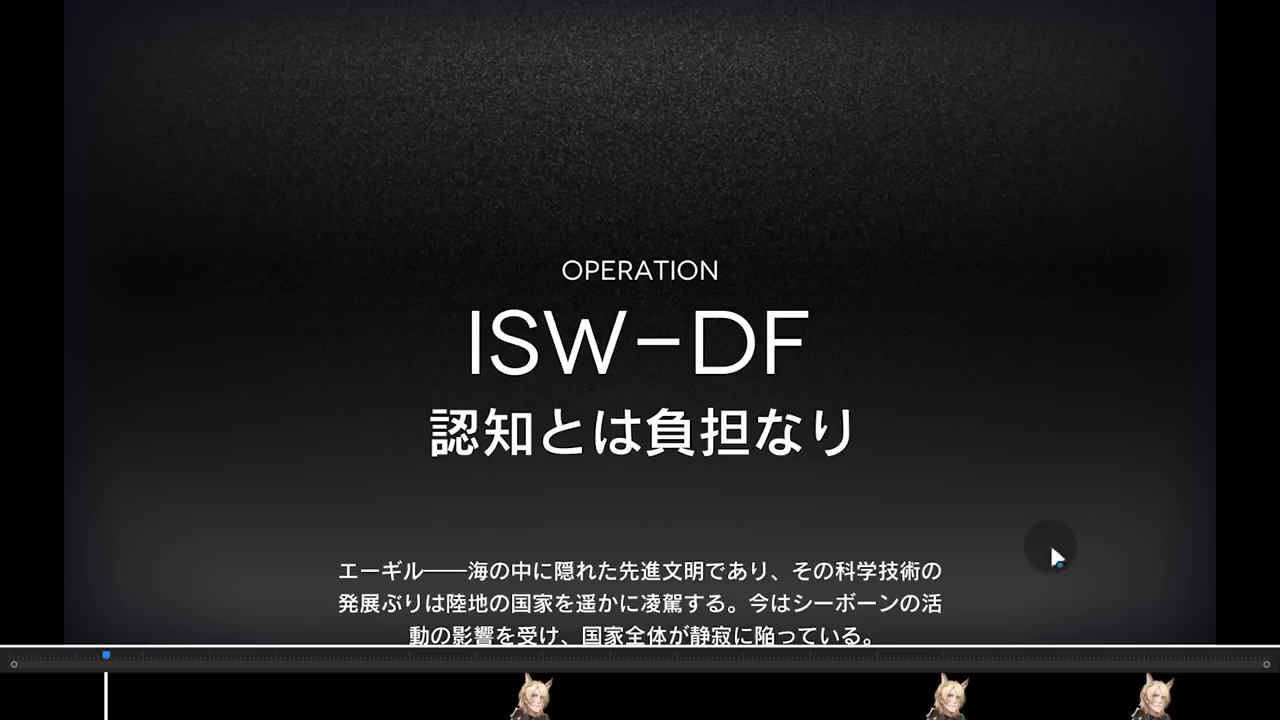 OPERATION
ISW-DF
認知とは負担なり
エーギル──海の中に隠れた先進文明であり、その科学技術の
発展ぶりは陸地の国家を遥かに凌駕する。今はシーボーンの活
動の影響を受け、国家全体が静寂に陥っている。